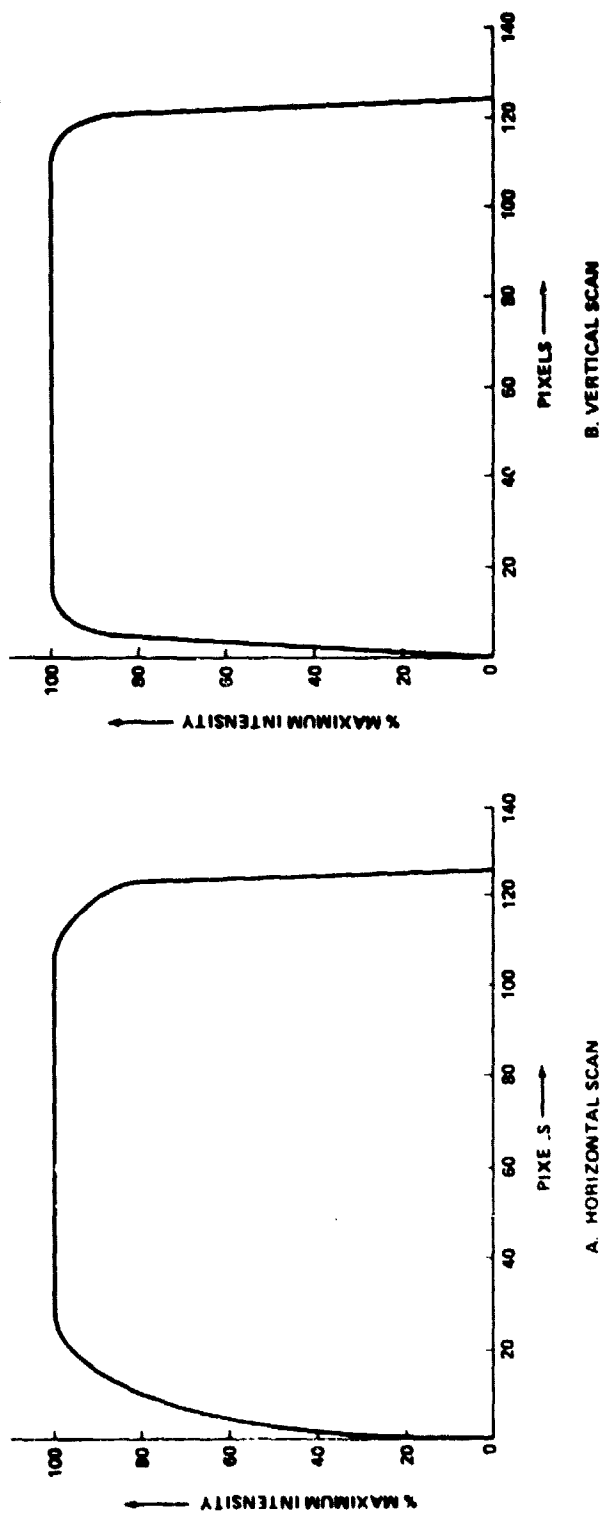 % MAXIMUM INTENSITY
100
80
60
40
20
0
20 40 60 80 100 120 140
PIXE .S
A. HORIZONTAL SCAN
% MAXIMUM INTENSITY
100
80
60
40
20
0
20 40 60 80 100 120 140
PIXELS
B. VERTICAL SCAN